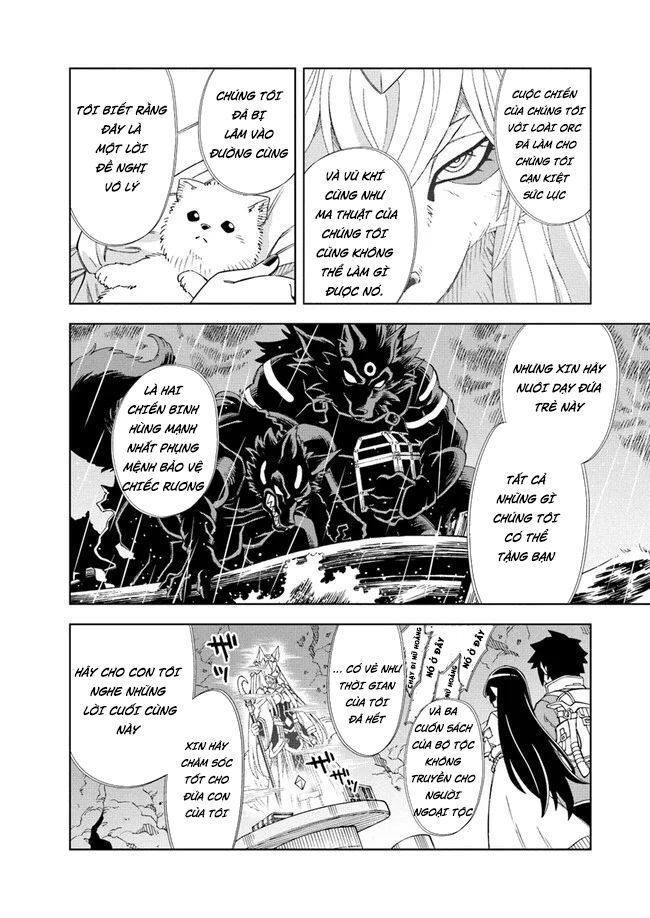 CUỘC CHIẾN
CỦA CHÚNG TÔI
VỚI LOÀI ORC
ĐÃ LÀM CHO
CHÚNG TÔI
CẠN KIỆT
SỨC LỰC
VÀ VŨ KHÍ
CŨNG NHƯ
MA THUẬT CỦA
CHÚNG TÔI
CŨNG KHÔNG
THỂ LÀM GÌ
ĐƯỢC NÓ.
CHÚNG TÔI
ĐÃ BỊ
LÂM VÀO
ĐƯỜNG CÙNG
TÔI BIẾT RẰNG
ĐÂY LÀ
MỘT LỜI
ĐỀ NGHỊ
VÔ LÝ
NHƯNG XIN HÃY
NUÔI DẠY ĐỨA
TRẺ NÀY
TẤT CẢ
NHỮNG GÌ
CHÚNG TÔI
CÓ THỂ
TẶNG BẠN
LÀ HAI
CHIẾN BINH
HÙNG MẠNH
NHẤT PHỤNG
MỆNH BẢO VỆ
CHIẾC RƯƠNG
VÀ BA
CUỐN SÁCH
CỦA BỘ TỘC
KHÔNG
TRUYỀN CHO
NGƯỜI
NGOẠI TỘC
NÓ Ở ĐÂY
NỮ HOÀNG
NÓ Ở ĐÂY
CHẠY ĐI NỮ HOÀNG
... CÓ VẺ NHƯ
THỜI GIAN
CỦA TÔI
ĐÃ HẾT
HÃY CHO CON TÔI
NGHE NHỮNG
LỜI CUỐI CÙNG
NÀY
XIN HÃY
CHĂM SÓC
TỐT CHO
ĐỨA CON
CỦA TÔI